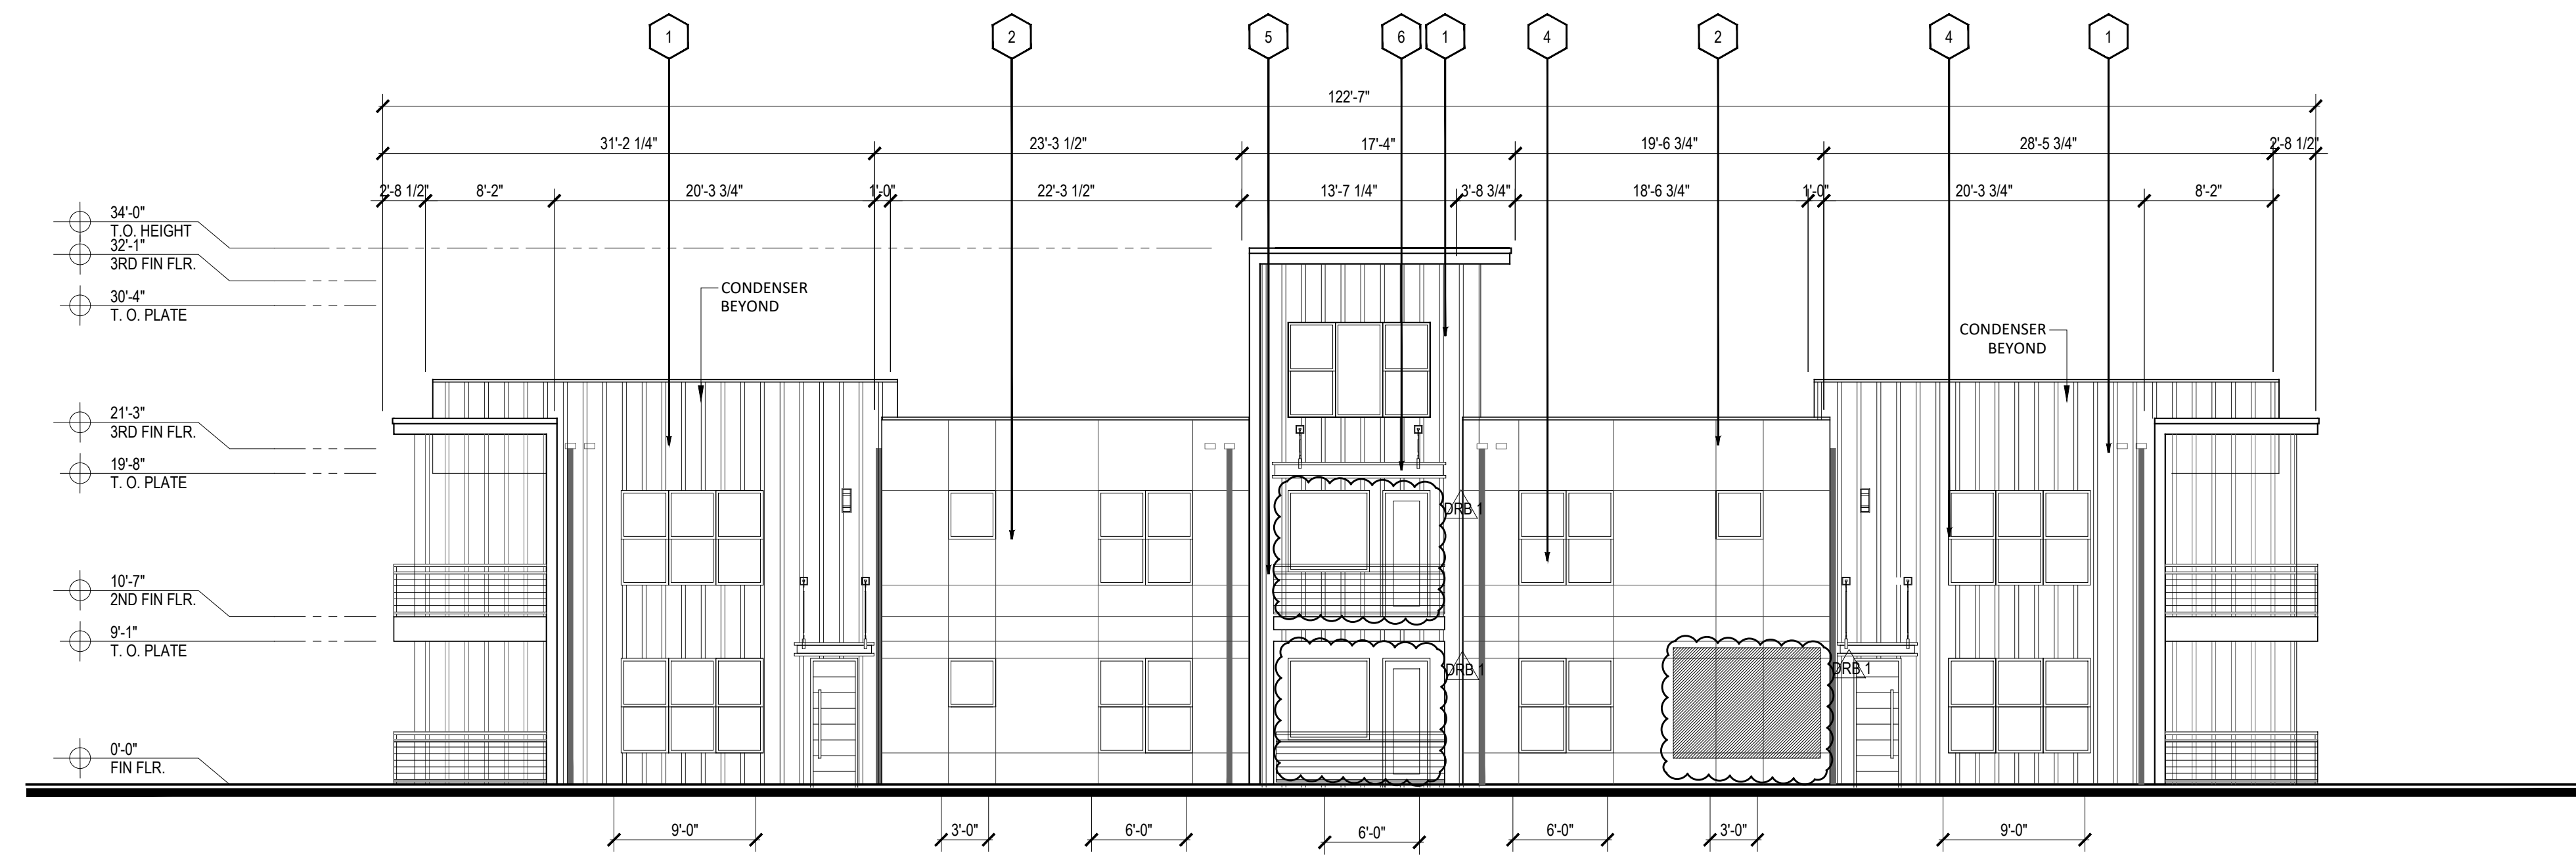 1 2 5 6 1 4 2 4 1
122'-7"
31'-2 1/4" 23'-3 1/2" 17'-4" 19'-6 3/4" 28'-5 3/4" 2'-8 1/2"
2'-8 1/2" 8'-2" 20'-3 3/4" 1'-0" 22'-3 1/2" 13'-7 1/4" 3'-8 3/4" 18'-6 3/4" 1'-0" 20'-3 3/4" 8'-2"
34'-0"
T.O. HEIGHT
32'-1"
3RD FIN FLR.
30'-4"
T. O. PLATE
CONDENSER
BEYOND
CONDENSER
BEYOND
21'-3"
3RD FIN FLR.
19'-8"
T. O. PLATE
DRB 1
10'-7"
2ND FIN FLR.
9'-1"
T. O. PLATE
DRB 1
DRB 1
0'-0"
FIN FLR.
9'-0" 3'-0" 6'-0" 6'-0" 6'-0" 3'-0" 9'-0"